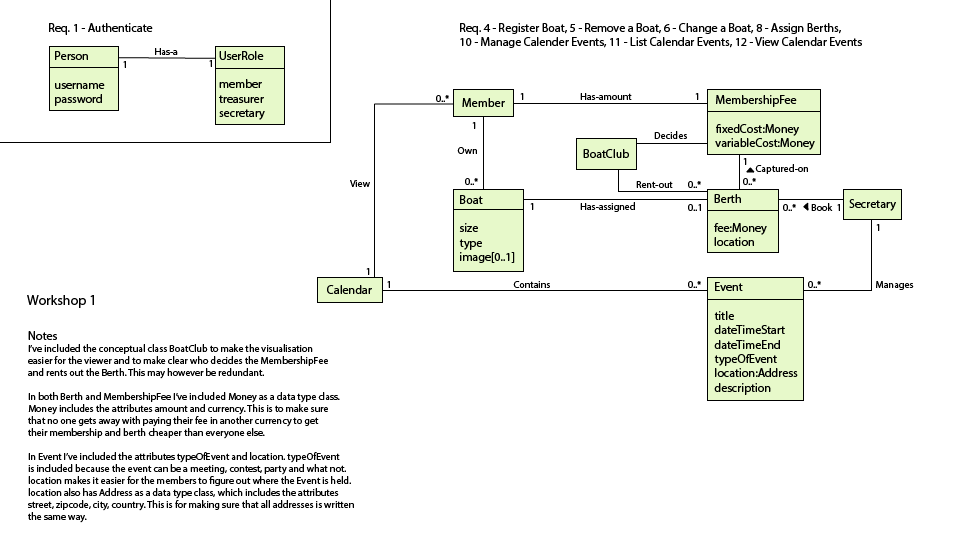 Req. 1 - Authenticate
Person
username
password
1
Has-a
1
UserRole
member
treasurer
secretary
Req. 4 - Register Boat, 5 - Remove a Boat, 6 - Change a Boat, 8 - Assign Berths,
10 - Manage Calender Events, 11 - List Calendar Events, 12 - View Calendar Events
0..*
Member
1
Has-amount
1
MembershipFee
fixedCost:Money
variableCost:Money
1
Own
0..*
View
1
BoatClub
Decides
Rent-out
0..*
1
Captured-on
0..*
Boat
size
type
image[0..1]
1
Has-assigned
0..1
Berth
fee:Money
location
0..*
Book
1
Secretary
1
Calendar
1
Contains
0..*
Event
title
dateTimeStart
dateTimeEnd
typeOfEvent
location:Address
description
0..*
Manages
Workshop 1
Notes
I've included the conceptual class BoatClub to make the visualisation
easier for the viewer and to make clear who decides the MembershipFee
and rents out the Berth. This may however be redundant.
In both Berth and MembershipFee I've included Money as a data type class.
Money includes the attributes amount and currency. This is to make sure
that no one gets away with paying their fee in another currency to get
their membership and berth cheaper than everyone else.
In Event I've included the attributes typeOfEvent and location. typeOfEvent
is included because the event can be a meeting, contest, party and what not.
location makes it easier for the members to figure out where the Event is held.
location also has Address as a data type class, which includes the attributes
street, zipcode, city, country. This is for making sure that all addresses is written
the same way.